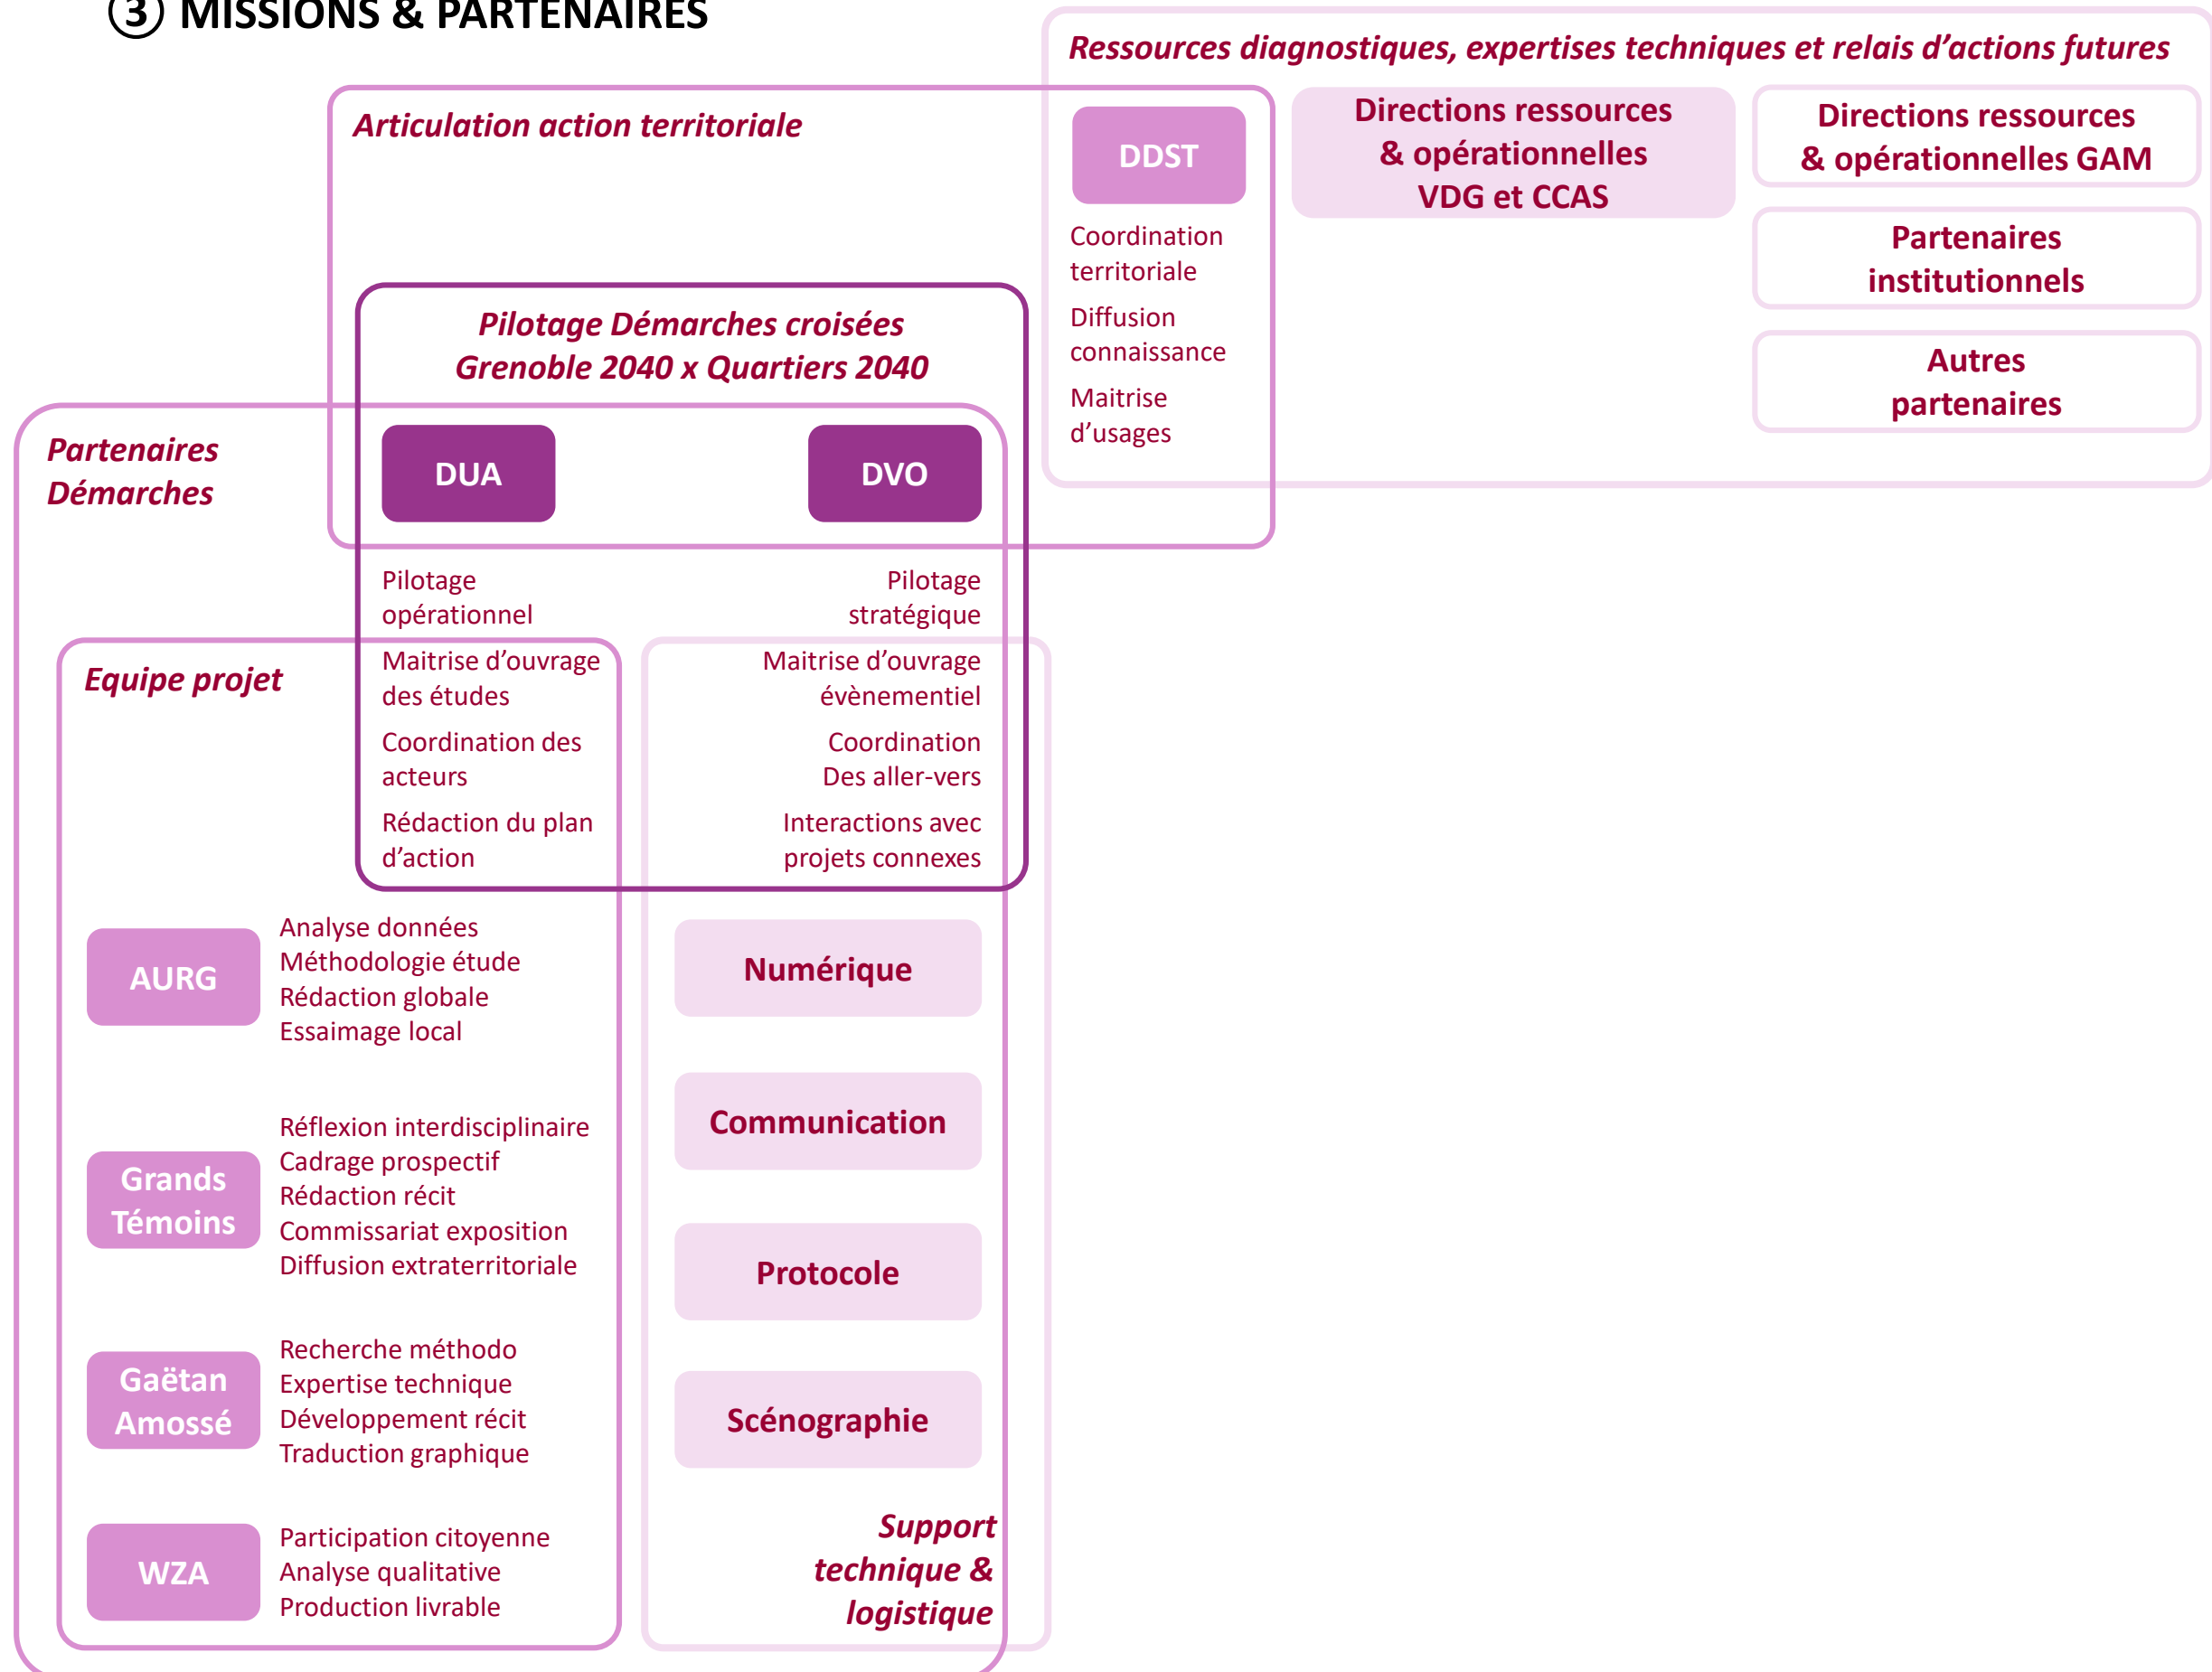 ③ MISSIONS & PARTENAIRES
Ressources diagnostiques, expertises techniques et relais d’actions futures
Articulation action territoriale
DDST
Coordination
territoriale
Diffusion
connaissance
Maitrise
d’usages
Directions ressources
& opérationnelles
VDG et CCAS
Directions ressources
& opérationnelles GAM
Partenaires
institutionnels
Autres
partenaires
Pilotage Démarches croisées
Grenoble 2040 x Quartiers 2040
Partenaires
Démarches
DUA
DVO
Pilotage
opérationnel
Maitrise d’ouvrage
des études
Coordination des
acteurs
Rédaction du plan
d’action
Pilotage
stratégique
Maitrise d’ouvrage
évènementiel
Coordination
Des aller-vers
Interactions avec
projets connexes
Equipe projet
AURG
Analyse données
Méthodologie étude
Rédaction globale
Essaimage local
Grands
Témoins
Réflexion interdisciplinaire
Cadrage prospectif
Rédaction récit
Commissariat exposition
Diffusion extraterritoriale
Gaëtan
Amossé
Recherche méthodo
Expertise technique
Développement récit
Traduction graphique
WZA
Participation citoyenne
Analyse qualitative
Production livrable
Numérique
Communication
Protocole
Scénographie
Support
technique &
logistique